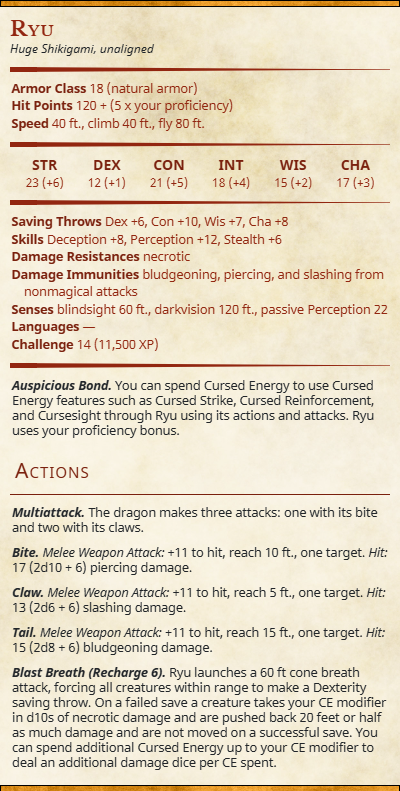 Ryu
Huge Shikigami, unaligned
Armor Class 18 (natural armor)
Hit Points 120 + (5 x your proficiency)
Speed 40 ft., climb 40 ft., fly 80 ft.
STR DEX CON INT WIS CHA
23 (+6) 12 (+1) 21 (+5) 18 (+4) 15 (+2) 17 (+3)
Saving Throws Dex +6, Con +10, Wis +7, Cha +8
Skills Deception +8, Perception +12, Stealth +6
Damage Resistances necrotic
Damage Immunities bludgeoning, piercing, and slashing from
nonmagical attacks
Senses blindsight 60 ft., darkvision 120 ft., passive Perception 22
Languages —
Challenge 14 (11,500 XP)
Auspicious Bond. You can spend Cursed Energy to use Cursed
Energy features such as Cursed Strike, Cursed Reinforcement,
and Cursesight through Ryu using its actions and attacks. Ryu
uses your proficiency bonus.
Actions
Multiattack. The dragon makes three attacks: one with its bite
and two with its claws.
Bite. Melee Weapon Attack: +11 to hit, reach 10 ft., one target. Hit:
17 (2d10 + 6) piercing damage.
Claw. Melee Weapon Attack: +11 to hit, reach 5 ft., one target. Hit:
13 (2d6 + 6) slashing damage.
Tail. Melee Weapon Attack: +11 to hit, reach 15 ft., one target. Hit:
15 (2d8 + 6) bludgeoning damage.
Blast Breath (Recharge 6). Ryu launches a 60 ft cone breath
attack, forcing all creatures within range to make a Dexterity
saving throw. On a failed save a creature takes your CE modifier
in d10s of necrotic damage and are pushed back 20 feet or half
as much damage and are not moved on a successful save. You
can spend additional Cursed Energy up to your CE modifier to
deal an additional damage dice per CE spent.